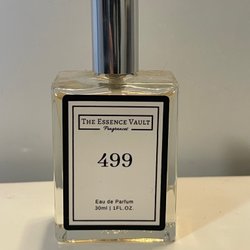 The Essence Vault
Fragrances
499
Eau de Parfum
30ml | 1FL.OZ